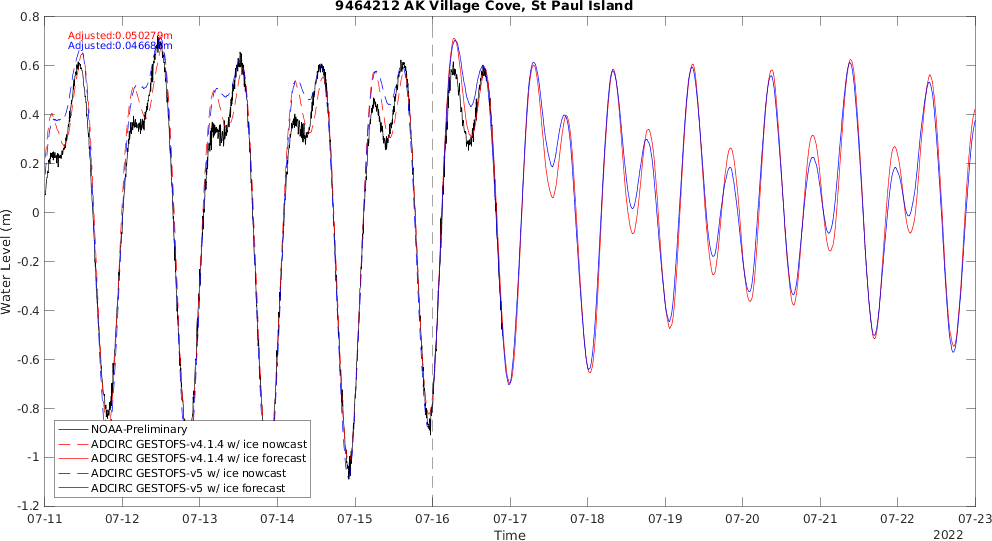 9464212 AK Village Cove, St Paul Island
Adjusted:0.050279m
Adjusted:0.046686m
Water Level (m)
0.8
0.6
0.4
0.2
0
-0.2
-0.4
-0.6
-0.8
-1
-1.2
NOAA-Preliminary
ADCIRC GESTOFS-v4.1.4 w/ ice nowcast
ADCIRC GESTOFS-v4.1.4 w/ ice forecast
ADCIRC GESTOFS-v5 w/ ice nowcast
ADCIRC GESTOFS-v5 w/ ice forecast
07-11 07-12 07-13 07-14 07-15 07-16 07-17 07-18 07-19 07-20 07-21 07-22 07-23
Time
2022